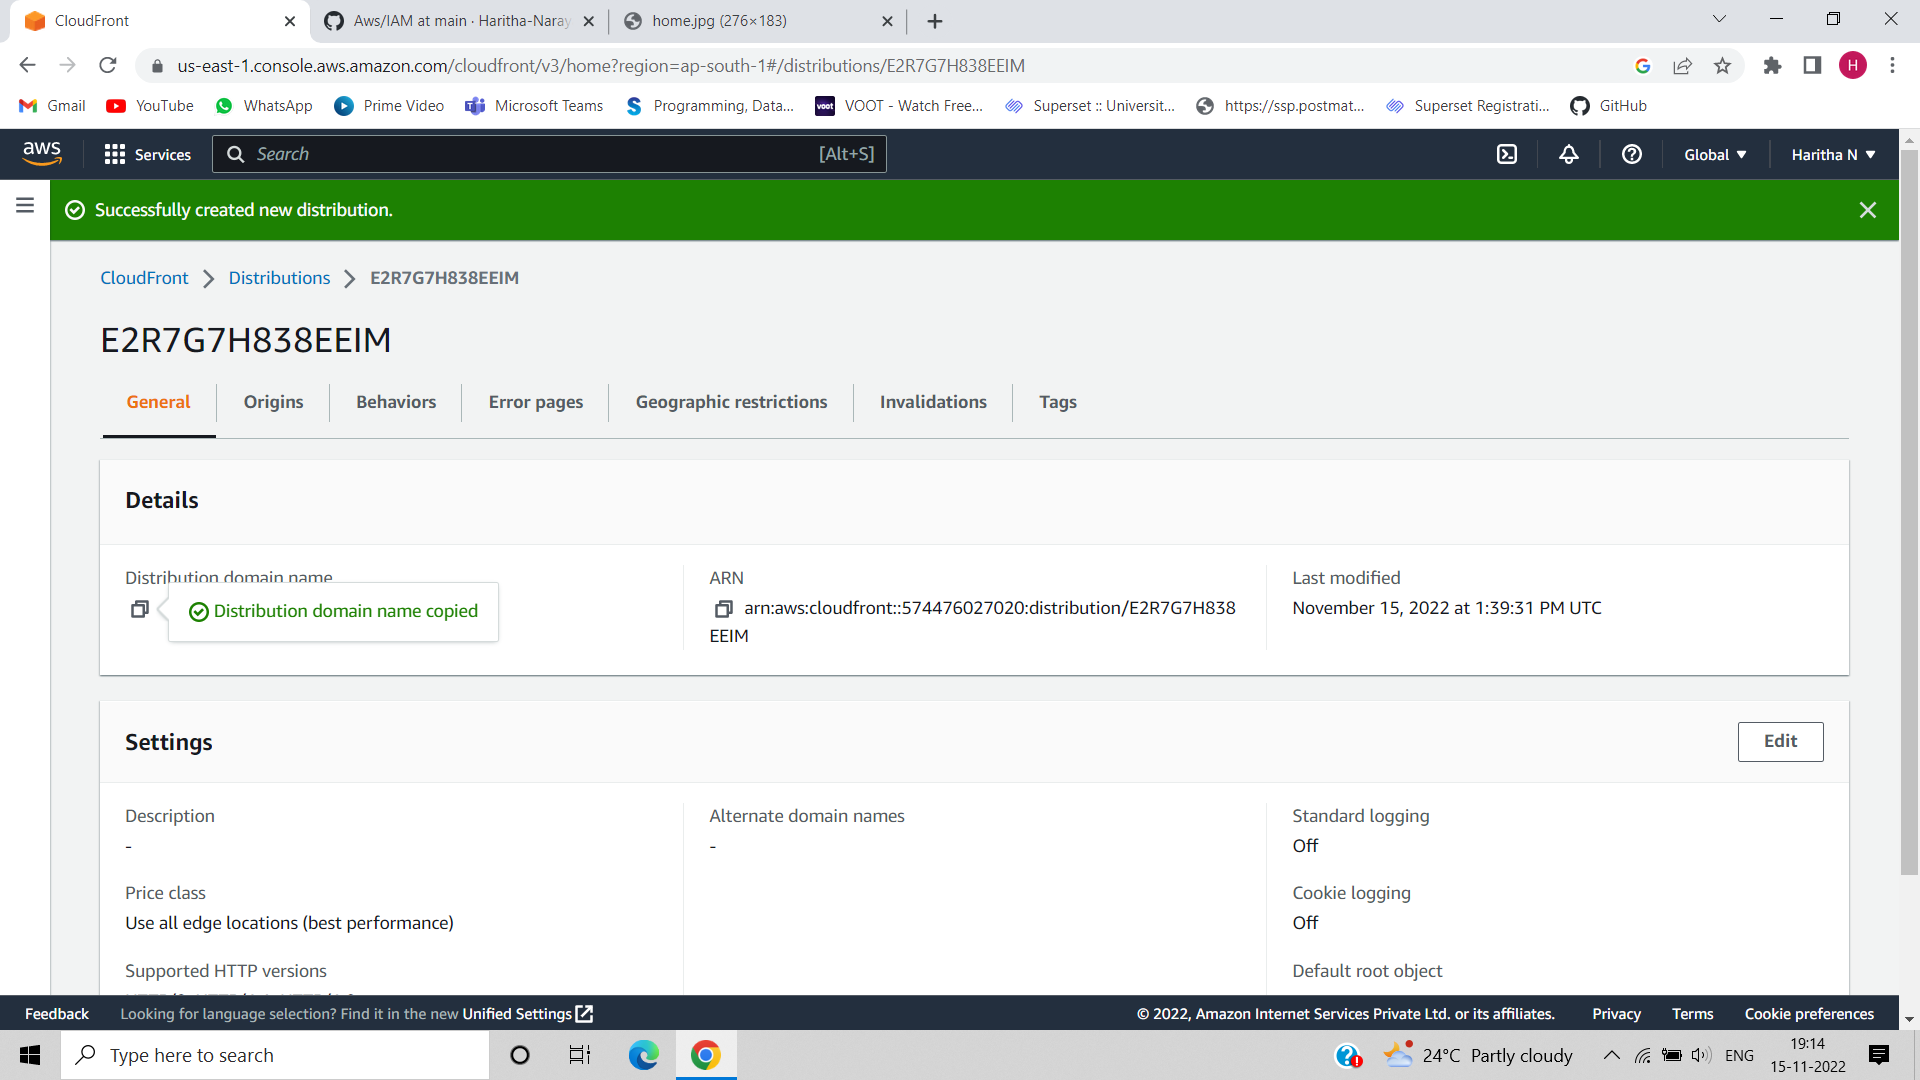 CloudFront
Aws/IAM at main · Haritha-Naray
home.jpg (276×183)
us-east-1.console.aws.amazon.com/cloudfront/v3/home?region=ap-south-1#/distributions/E2R7G7H838EEIM
H
Gmail
YouTube
WhatsApp
Prime Video
Microsoft Teams
Programming, Data...
voot
VOOT - Watch Free...
Superset :: Universit...
https://ssp.postmat...
Superset Registrati...
GitHub
aws
Services
Search
[Alt+S]
Global
Haritha N
Successfully created new distribution.
CloudFront
Distributions
E2R7G7H838EEIM
E2R7G7H838EEIM
General
Origins
Behaviors
Error pages
Geographic restrictions
Invalidations
Tags
Details
Distribution domain name
Distribution domain name copied
ARN
arn:aws:cloudfront::574476027020:distribution/E2R7G7H838
EEIM
Last modified
November 15, 2022 at 1:39:31 PM UTC
Settings
Edit
Description
-
Alternate domain names
-
Standard logging
Off
Price class
Use all edge locations (best performance)
Cookie logging
Off
Supported HTTP versions
Default root object
Feedback
Looking for language selection? Find it in the new Unified Settings
© 2022, Amazon Internet Services Private Ltd. or its affiliates.
Privacy
Terms
Cookie preferences
Type here to search
24°C Partly cloudy
ENG
19:14
15-11-2022